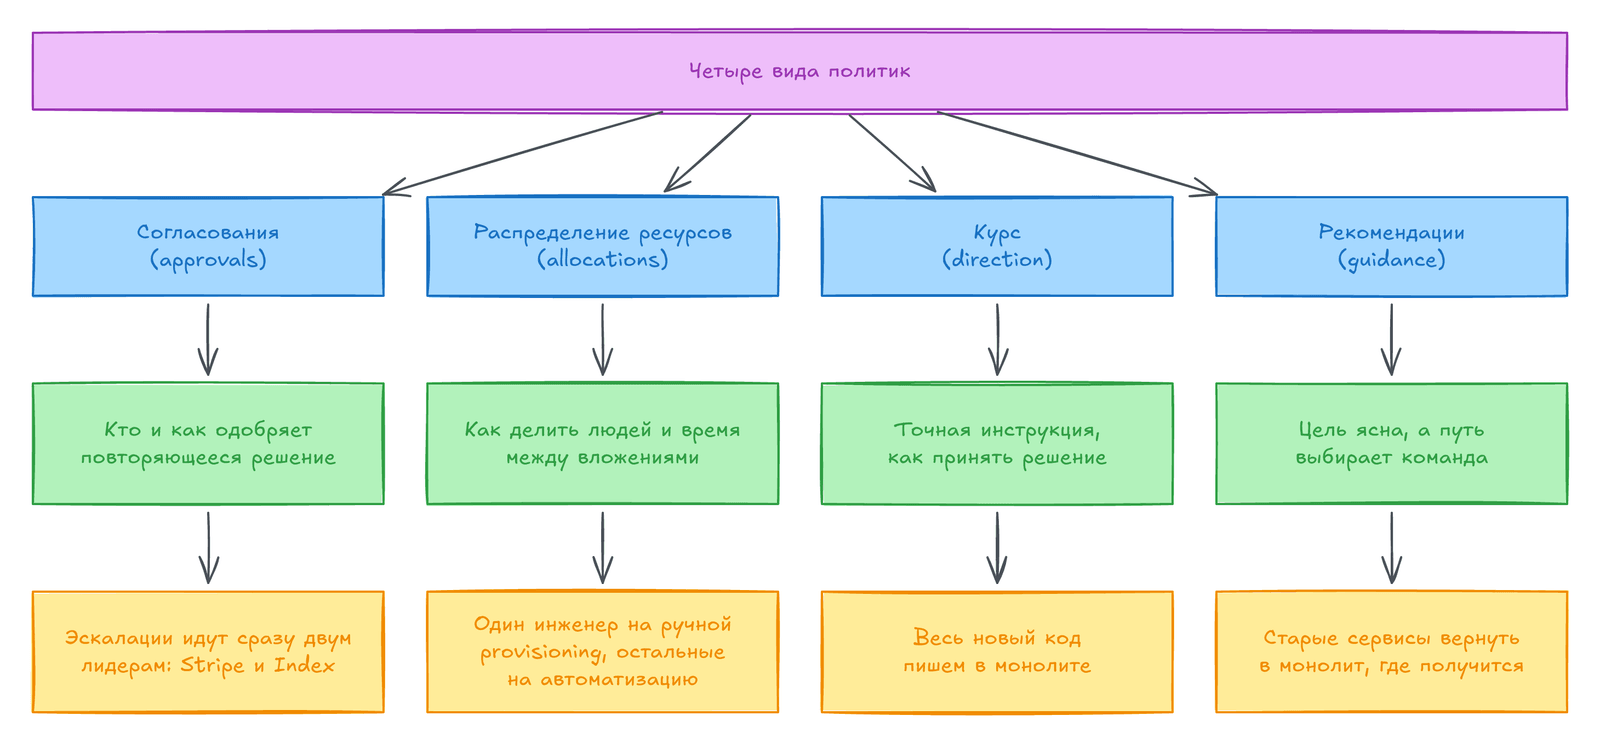 Четыре вида политик
Согласования
(approvals)
Распределение ресурсов
(allocations)
Курс
(direction)
Рекомендации
(guidance)
Кто и как одобряет
повторяющееся решение
Как делить людей и время
между вложениями
Точная инструкция,
как принять решение
Цель ясна, а путь
выбирает команда
Эскалации идут сразу двум
лидерам: Stripe и Index
Один инженер на ручной
provisioning, остальные
на автоматизацию
Весь новый код
пишем в монолите
Старые сервисы вернуть
в монолит, где получится